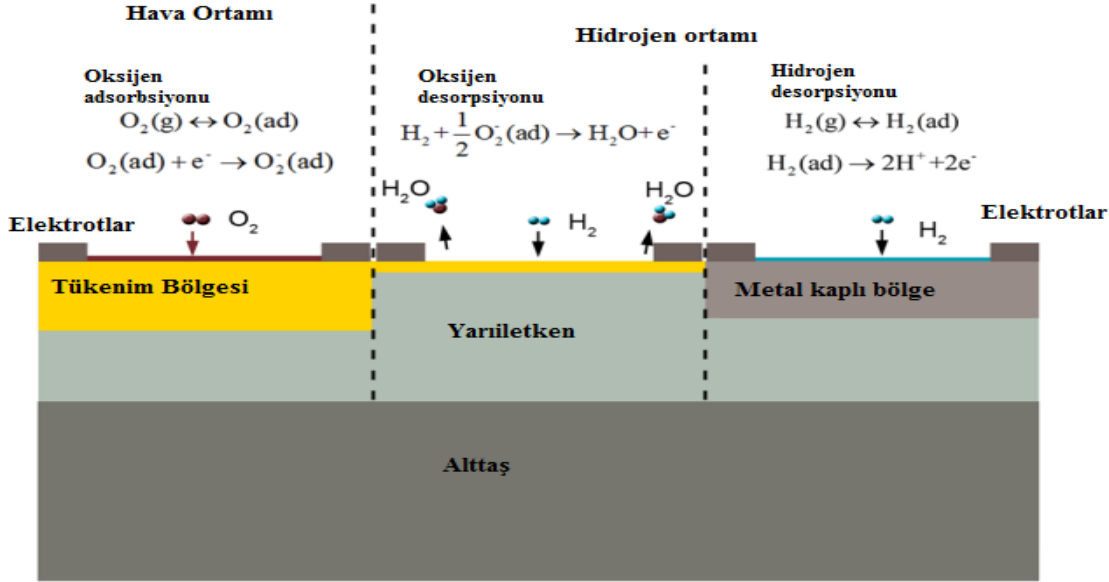 Hava Ortamı
Hidrojen ortamı
Oksijen
adsorbsiyonu
O₂(g) ↔ O₂(ad)
O₂(ad) + e⁻ → O₂⁻(ad)
Oksijen
desorpsiyonu
H₂ + 1/2 O₂⁻(ad) → H₂O + e⁻
Hidrojen
desorpsiyonu
H₂(g) ↔ H₂(ad)
H₂(ad) → 2H⁺ + 2e⁻
Elektrotlar
O₂
H₂O
H₂
H₂O
H₂
Elektrotlar
Tükenim Bölgesi
Yarıiletken
Metal kaplı bölge
Alttaş